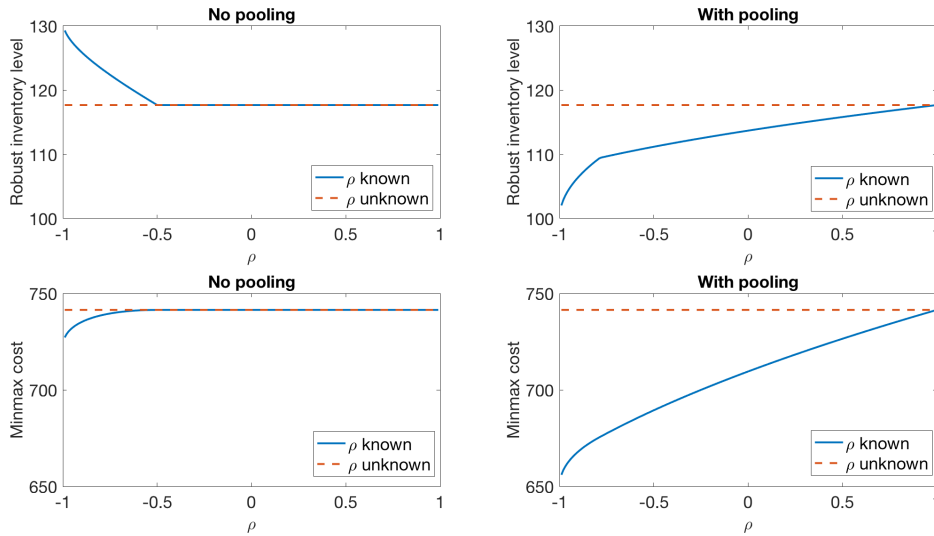 No pooling
Robust inventory level
130
120
110
100
-1 -0.5 0 0.5 1
ρ
ρ known
ρ unknown
With pooling
Robust inventory level
130
120
110
100
-1 -0.5 0 0.5 1
ρ
ρ known
ρ unknown
No pooling
Minmax cost
750
700
650
-1 -0.5 0 0.5 1
ρ
ρ known
ρ unknown
With pooling
Minmax cost
750
700
650
-1 -0.5 0 0.5 1
ρ
ρ known
ρ unknown